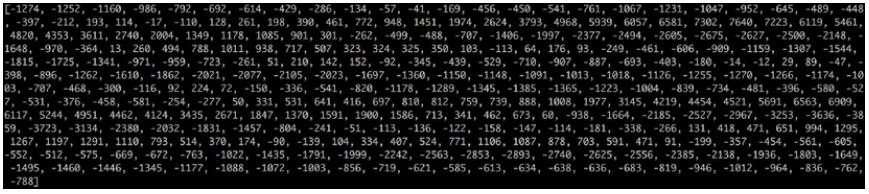 [-1274, -1252, -1160, -986, -792, -692, -614, -429, -286, -134, -57, -41, -169, -456, -450, -541, -761, -1067, -1231, -1047, -952, -645, -489, -448
, -397, -212, 193, 114, -17, -110, 128, 261, 198, 390, 461, 772, 948, 1451, 1974, 2624, 3793, 4968, 5939, 6057, 6581, 7302, 7640, 7223, 6119, 5461,
4820, 4353, 3611, 2740, 2004, 1349, 1178, 1085, 901, 301, -262, -499, -488, -707, -1406, -1997, -2377, -2494, -2605, -2675, -2627, -2500, -2148, -
1648, -970, -364, 13, 260, 494, 788, 1011, 938, 717, 507, 323, 324, 325, 350, 103, -113, 64, 176, 93, -249, -461, -606, -909, -1159, -1307, -1544,
-1815, -1725, -1341, -971, -959, -723, -261, 51, 210, 142, 152, -92, -345, -439, -529, -710, -907, -887, -693, -403, -180, -14, -12, 29, 89, -47, -
398, -896, -1262, -1610, -1862, -2021, -2077, -2105, -2023, -1697, -1360, -1150, -1148, -1091, -1013, -1018, -1126, -1255, -1270, -1266, -1174, -10
03, -707, -468, -300, -116, 92, 224, 72, -150, -336, -541, -820, -1178, -1289, -1345, -1385, -1365, -1223, -1004, -839, -734, -481, -396, -580, -52
7, -531, -376, -458, -581, -254, -277, 50, 331, 531, 641, 416, 697, 810, 812, 759, 739, 888, 1008, 1977, 3145, 4219, 4454, 4521, 5691, 6563, 6909,
6117, 5244, 4951, 4462, 4124, 3435, 2671, 1847, 1370, 1591, 1900, 1586, 713, 341, 462, 673, 60, -938, -1664, -2185, -2527, -2967, -3253, -3636, -38
59, -3723, -3134, -2380, -2032, -1831, -1457, -804, -241, -51, -113, -136, -122, -158, -147, -114, -181, -338, -266, 131, 418, 471, 651, 994, 1295,
1267, 1197, 1291, 1110, 793, 514, 370, 174, -90, -139, 104, 334, 407, 524, 771, 1106, 1087, 878, 703, 591, 471, 91, -199, -357, -454, -561, -605,
-552, -512, -575, -669, -672, -763, -1022, -1435, -1791, -1999, -2242, -2563, -2853, -2893, -2740, -2625, -2556, -2385, -2138, -1936, -1803, -1649,
-1495, -1460, -1446, -1345, -1177, -1088, -1072, -1003, -856, -719, -621, -585, -613, -634, -638, -636, -683, -819, -946, -1012, -964, -836, -762,
-788]